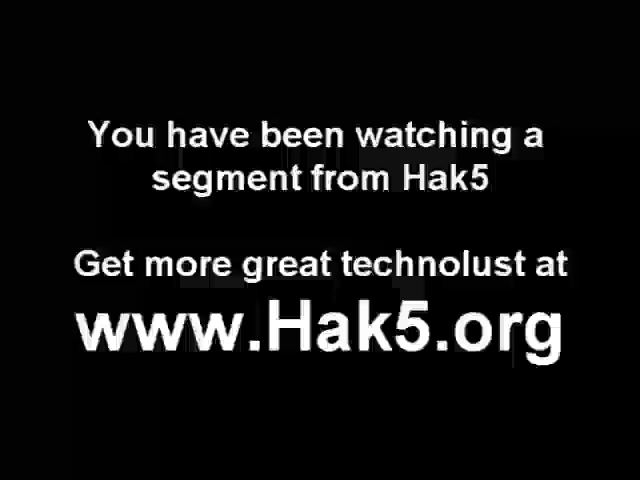 You have been watching a
segment from Hak5
Get more great technolust at
www.Hak5.org